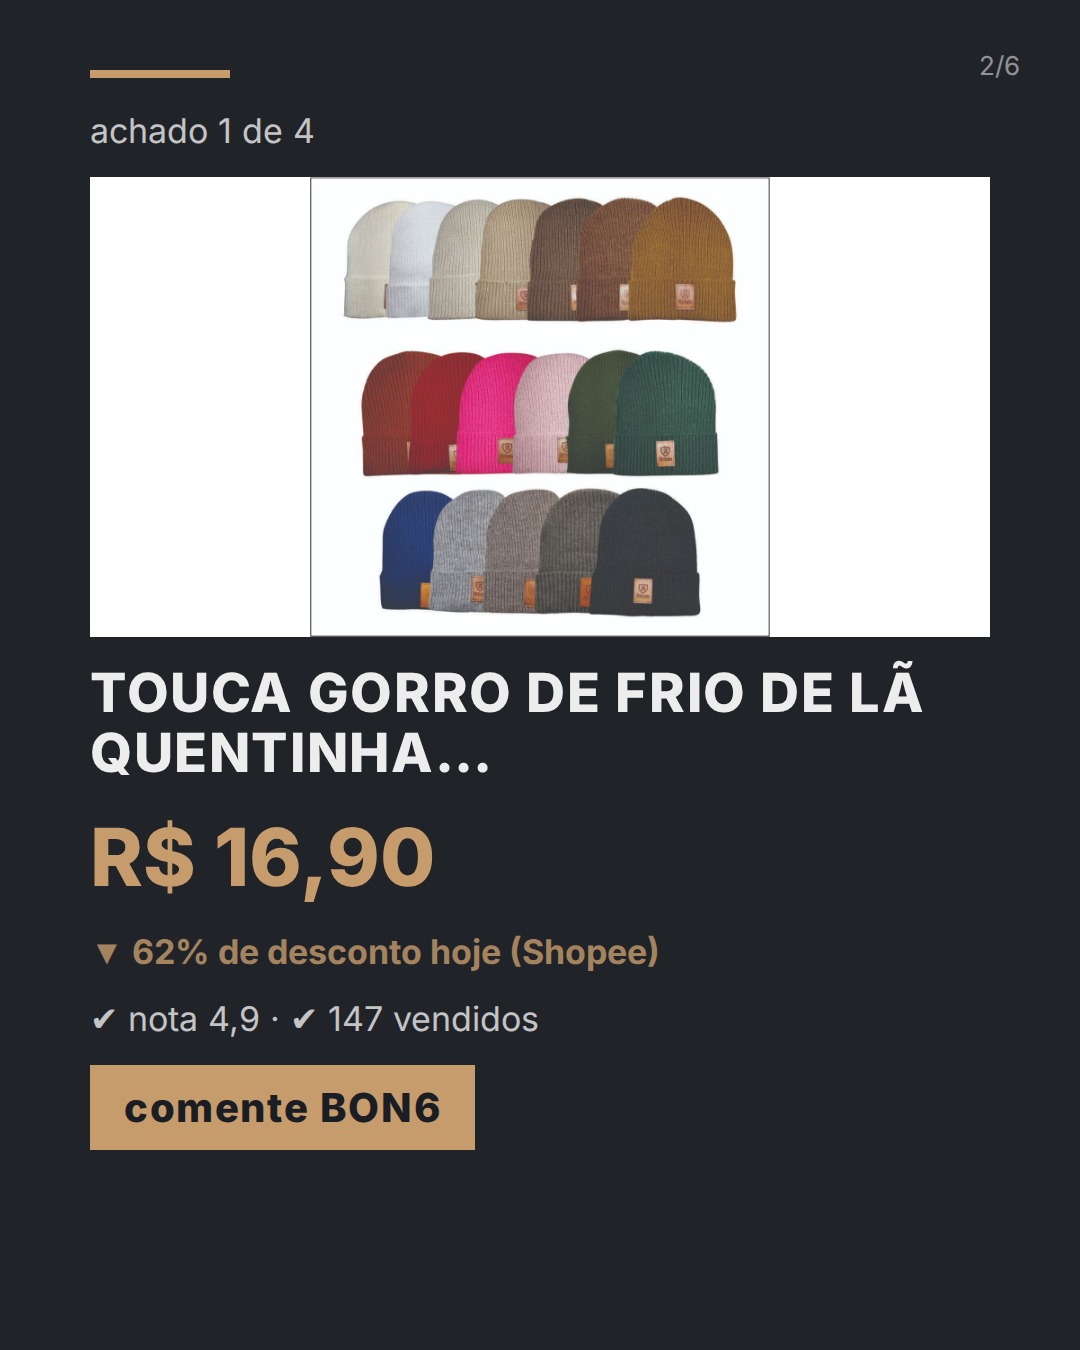 2/6
achado 1 de 4
TOUCA GORRO DE FRIO DE LÃ
QUENTINHA...
R$ 16,90
▼ 62% de desconto hoje (Shopee)
✔ nota 4,9 · ✔ 147 vendidos
comente BON6